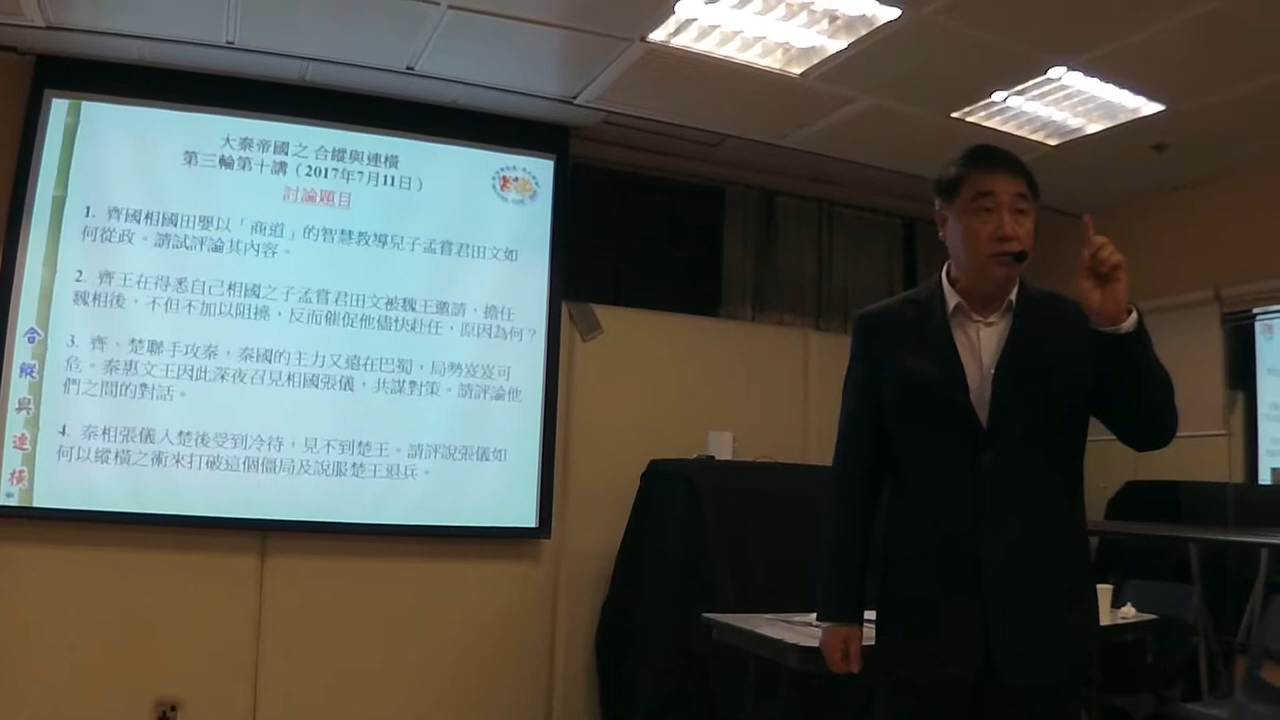 大秦帝國之 合縱與連橫
第三輪第十講（2017年7月11日）
討論題目
1. 齊國相國田嬰以「商道」的智慧教導兒子孟嘗君田文如
何從政。請試評論其內容。
2. 齊王在得悉自己相國之子孟嘗君田文被魏王邀請，擔任
魏相後，不但不加以阻撓，反而催促他儘快赴任，原因為何？
3. 齊、楚聯手攻秦，秦國的主力又遠在巴蜀，局勢岌岌可
危。秦惠文王因此深夜召見相國張儀，共謀對策。請評論他
們之間的對話。
4. 秦相張儀入楚後受到冷待，見不到楚王。請評說張儀如
何以縱橫之術來打破這個僵局及說服楚王退兵。
合縱與連橫